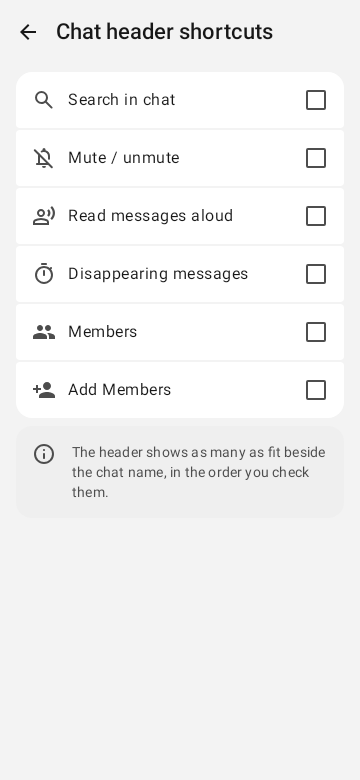 Chat header shortcuts
Search in chat
Mute / unmute
Read messages aloud
Disappearing messages
Members
Add Members
The header shows as many as fit beside
the chat name, in the order you check
them.